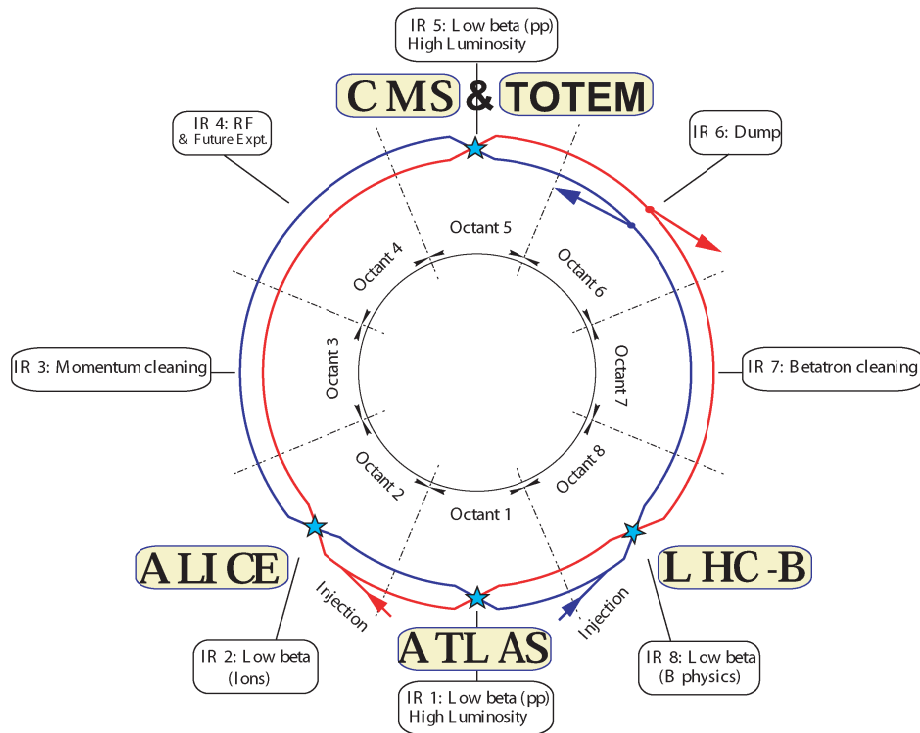 IR 5: Low beta (pp)
High Luminosity
CMS & TOTEM
IR 4: RF
& Future Expt.
IR 6: Dump
Octant 5
Octant 4
Octant 6
IR 3: Momentum cleaning
Octant 3
Octant 7
IR 7: Betatron cleaning
Octant 2
Octant 8
Octant 1
ALICE
LHC-B
Injection
Injection
ATLAS
IR 2: Low beta
(Ions)
IR 8: Low beta
(B physics)
IR 1: Low beta (pp)
High Luminosity